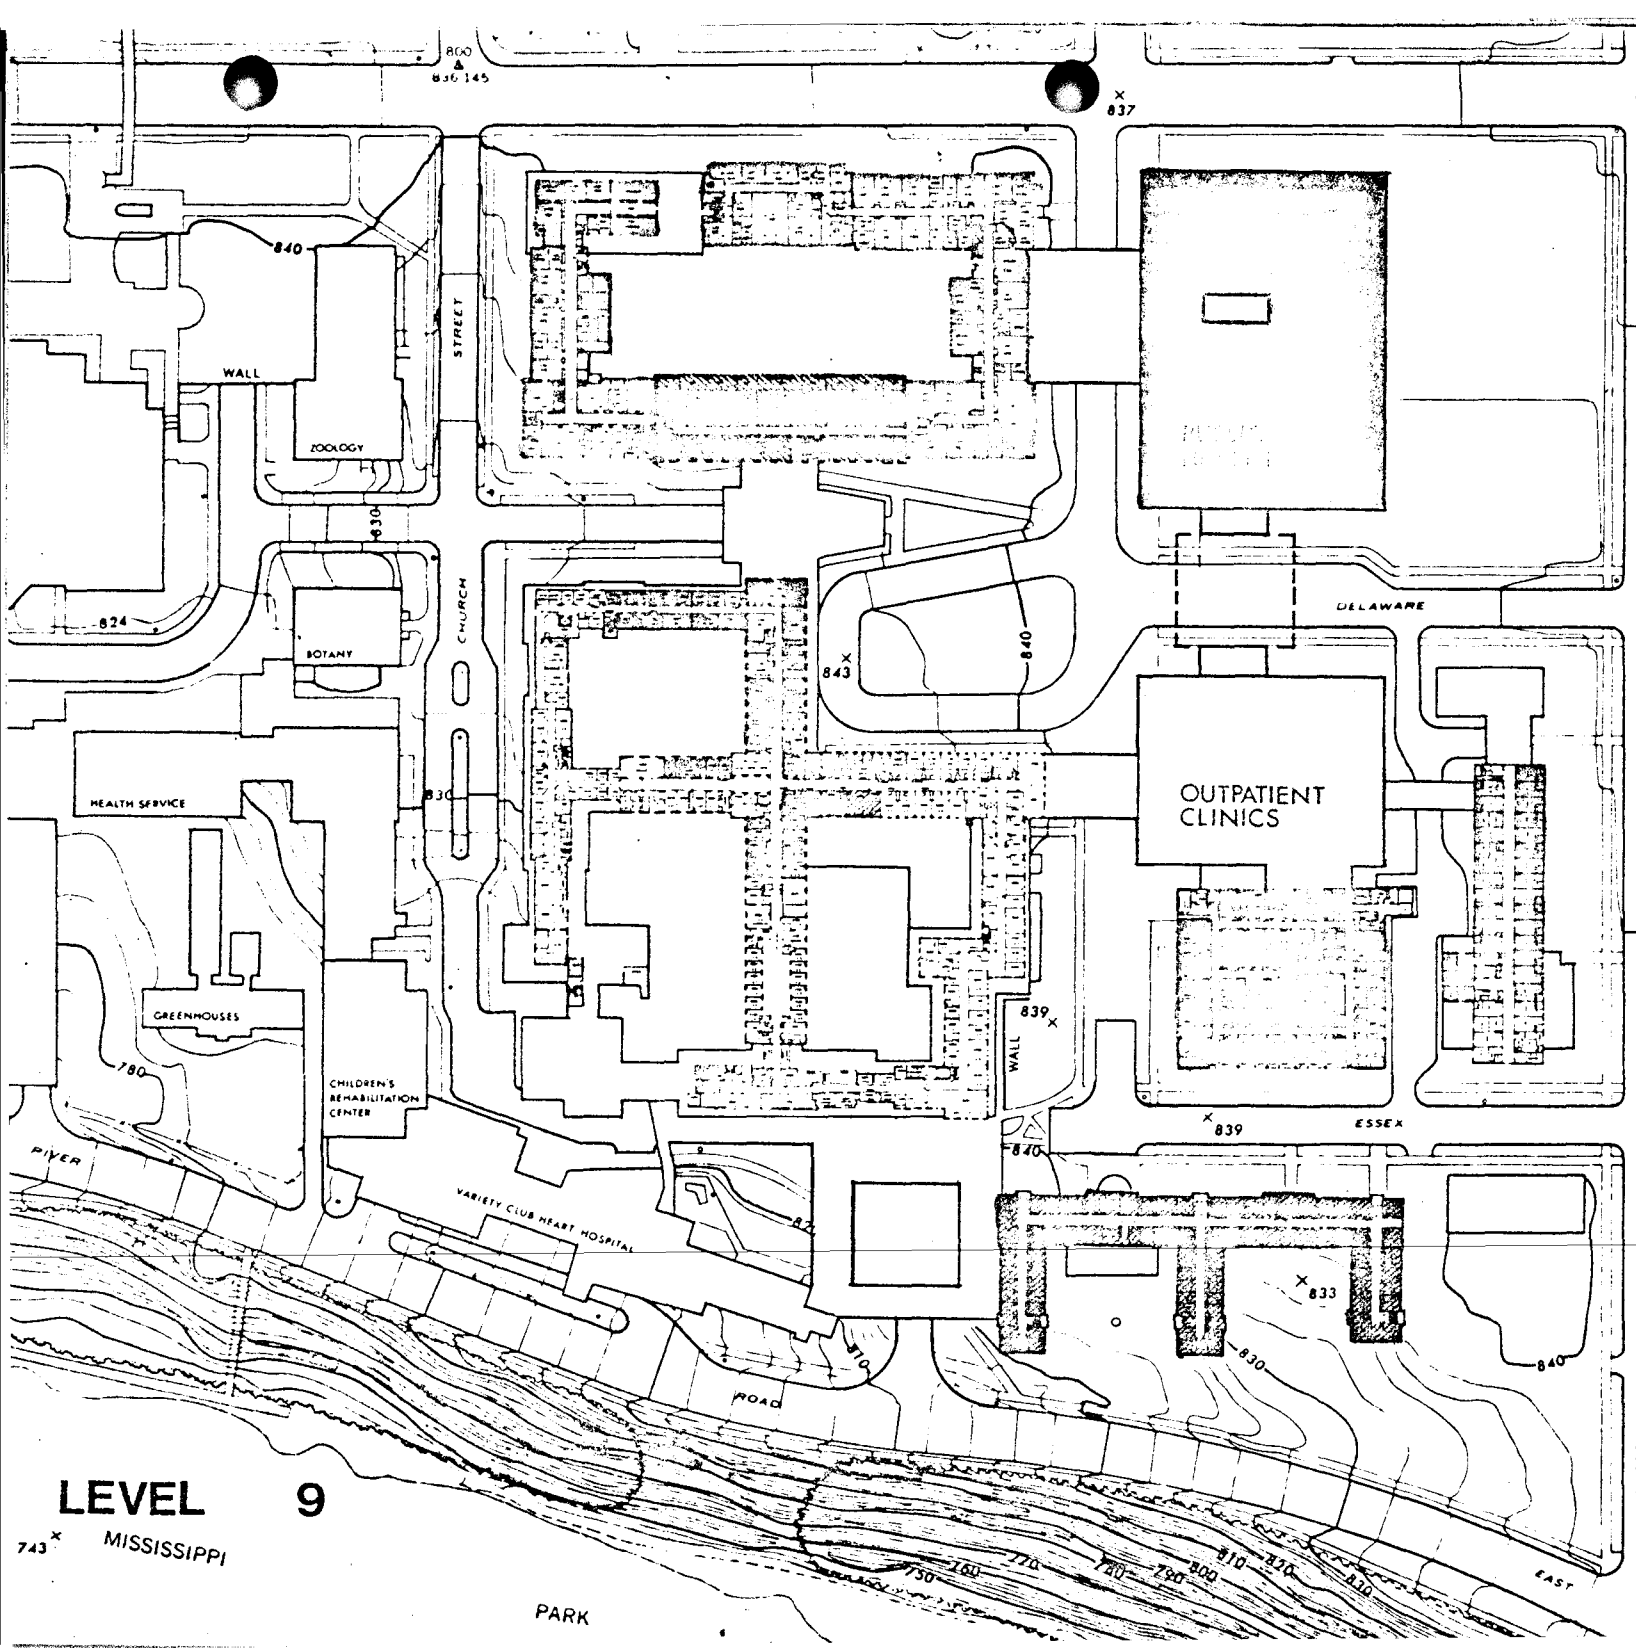 800
836.145
837
840
STREET
WALL
ZOOLOGY
830
CHURCH
DELAWARE
824
BOTANY
843
840
830
HEALTH SERVICE
OUTPATIENT
CLINICS
839
GREENHOUSES
WALL
780
CHILDREN'S
REHABILITATION
CENTER
839
ESSEX
840
RIVER
VARIETY CLUB HEART HOSPITAL
833
810
830
840
ROAD
LEVEL 9
743
MISSISSIPPI
750
760
770
780
790
800
810
820
830
EAST
PARK